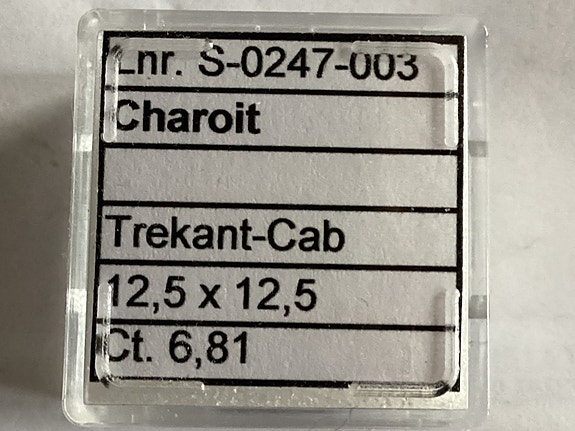 Lnr. S-0247-003
Charoit
Trekant-Cab
12,5 x 12,5
Ct. 6,81